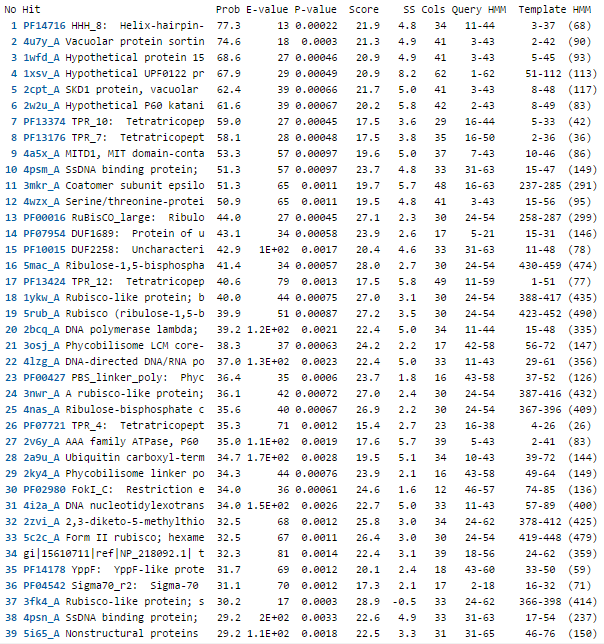 No Hit Prob E-value P-value Score SS Cols Query HMM Template HMM
1 PF14716 HHH_8: Helix-hairpin- 77.3 13 0.00022 21.9 4.8 34 11-44 3-37 (68)
2 4u7y_A Vacuolar protein sortin 74.6 18 0.0003 21.3 4.9 41 3-43 2-42 (90)
3 1wfd_A Hypothetical protein 15 68.6 27 0.00046 20.9 4.9 41 3-43 5-45 (93)
4 1xsv_A Hypothetical UPF0122 pr 67.9 29 0.00049 20.9 8.2 62 1-62 51-112 (113)
5 2cpt_A SKD1 protein, vacuolar 62.4 39 0.00066 21.7 5.0 41 3-43 8-48 (117)
6 2w2u_A Hypothetical P60 katani 61.6 39 0.00067 20.2 5.8 42 2-43 8-49 (83)
7 PF13374 TPR_10: Tetratricopept 59.0 27 0.00045 17.5 3.6 29 16-44 5-33 (42)
8 PF13176 TPR_7: Tetratricopept 58.1 28 0.00048 17.5 3.8 35 16-50 2-36 (36)
9 4a5x_A MITD1, MIT domain-conta 53.3 57 0.00097 19.6 5.0 37 7-43 10-46 (86)
10 4psm_A SsDNA binding protein; 51.3 57 0.00097 23.7 4.8 33 31-63 15-47 (149)
11 3mkr_A Coatomer subunit epsilo 51.3 65 0.0011 19.7 5.7 48 16-63 237-285 (291)
12 4wzx_A Serine/threonine-protei 50.9 65 0.0011 19.5 4.8 41 3-43 15-56 (95)
13 PF00016 RuBisCO_large: Ribulo 44.0 27 0.00045 27.1 2.3 30 24-54 258-287 (299)
14 PF07954 DUF1689: Protein of u 43.1 34 0.00058 23.9 2.6 17 5-21 15-31 (146)
15 PF10015 DUF2258: Uncharacteri 42.9 1E+02 0.0017 20.4 4.6 33 31-63 11-48 (78)
16 5mac_A Ribulose-1,5-bisphospha 41.4 34 0.00057 28.0 2.7 30 24-54 430-459 (474)
17 PF13424 TPR_12: Tetratricopept 40.6 79 0.0013 17.5 5.8 49 11-59 1-51 (77)
18 1ykw_A Rubisco-like protein; b 40.0 44 0.00075 27.0 3.1 30 24-54 388-417 (435)
19 5rub_A Rubisco (ribulose-1,5-b 39.9 51 0.00087 27.2 3.5 30 24-54 423-452 (490)
20 2bcq_A DNA polymerase lambda; 39.2 1.2E+02 0.0021 22.4 5.0 34 11-44 15-48 (335)
21 3osj_A Phycobilisome LCM core- 38.3 37 0.00063 24.2 2.2 17 42-58 56-72 (147)
22 4lzg_A DNA-directed DNA/RNA po 37.0 1.3E+02 0.0023 22.4 5.0 33 11-43 29-61 (356)
23 PF00427 PBS_linker_poly: Phyc 36.4 35 0.0006 23.7 1.8 16 43-58 37-52 (126)
24 3nwr_A A rubisco-like protein; 36.1 42 0.00072 27.0 2.4 30 24-54 387-416 (432)
25 4nas_A Ribulose-bisphosphate c 35.6 40 0.00067 26.9 2.2 30 24-54 367-396 (409)
26 PF07721 TPR_4: Tetratricopept 35.3 71 0.0012 15.4 2.7 23 16-38 4-26 (26)
27 2v6y_A AAA family ATPase, P60 35.0 1.1E+02 0.0019 17.6 5.7 39 5-43 2-41 (83)
28 2a9u_A Ubiquitin carboxyl-term 34.7 1.7E+02 0.0028 19.5 5.1 34 10-43 39-72 (144)
29 2ky4_A Phycobilisome linker po 34.3 44 0.00076 23.9 2.1 16 43-58 49-64 (149)
30 PF02980 FokI_C: Restriction e 34.0 36 0.00061 24.6 1.6 12 46-57 74-85 (136)
31 4i2a_A DNA nucleotidylexotrans 34.0 1.5E+02 0.0026 22.7 5.0 33 11-43 57-89 (400)
32 2zvi_A 2,3-diketo-5-methylthio 32.5 68 0.0012 25.8 3.0 34 24-62 378-412 (425)
33 5c2c_A Form II rubisco; hexame 32.5 67 0.0011 26.4 3.0 30 24-54 419-448 (479)
34 gi|15610711|ref|NP_218092.1| t 32.3 81 0.0014 22.4 3.1 39 18-56 24-62 (359)
35 PF14178 YppF: YppF-like prote 31.7 69 0.0012 20.1 2.4 18 43-60 33-50 (59)
36 PF04542 Sigma70_r2: Sigma-70 31.1 70 0.0012 17.3 2.1 17 2-18 16-32 (71)
37 3fk4_A Rubisco-like protein; s 30.2 17 0.0003 28.9 -0.5 33 24-62 366-398 (414)
38 4psn_A SsDNA binding protein; 29.2 2E+02 0.0033 22.6 4.6 33 31-63 17-54 (237)
39 5i65_A Nonstructural proteins 29.2 1.1E+02 0.0018 22.5 3.3 31 31-65 46-76 (150)